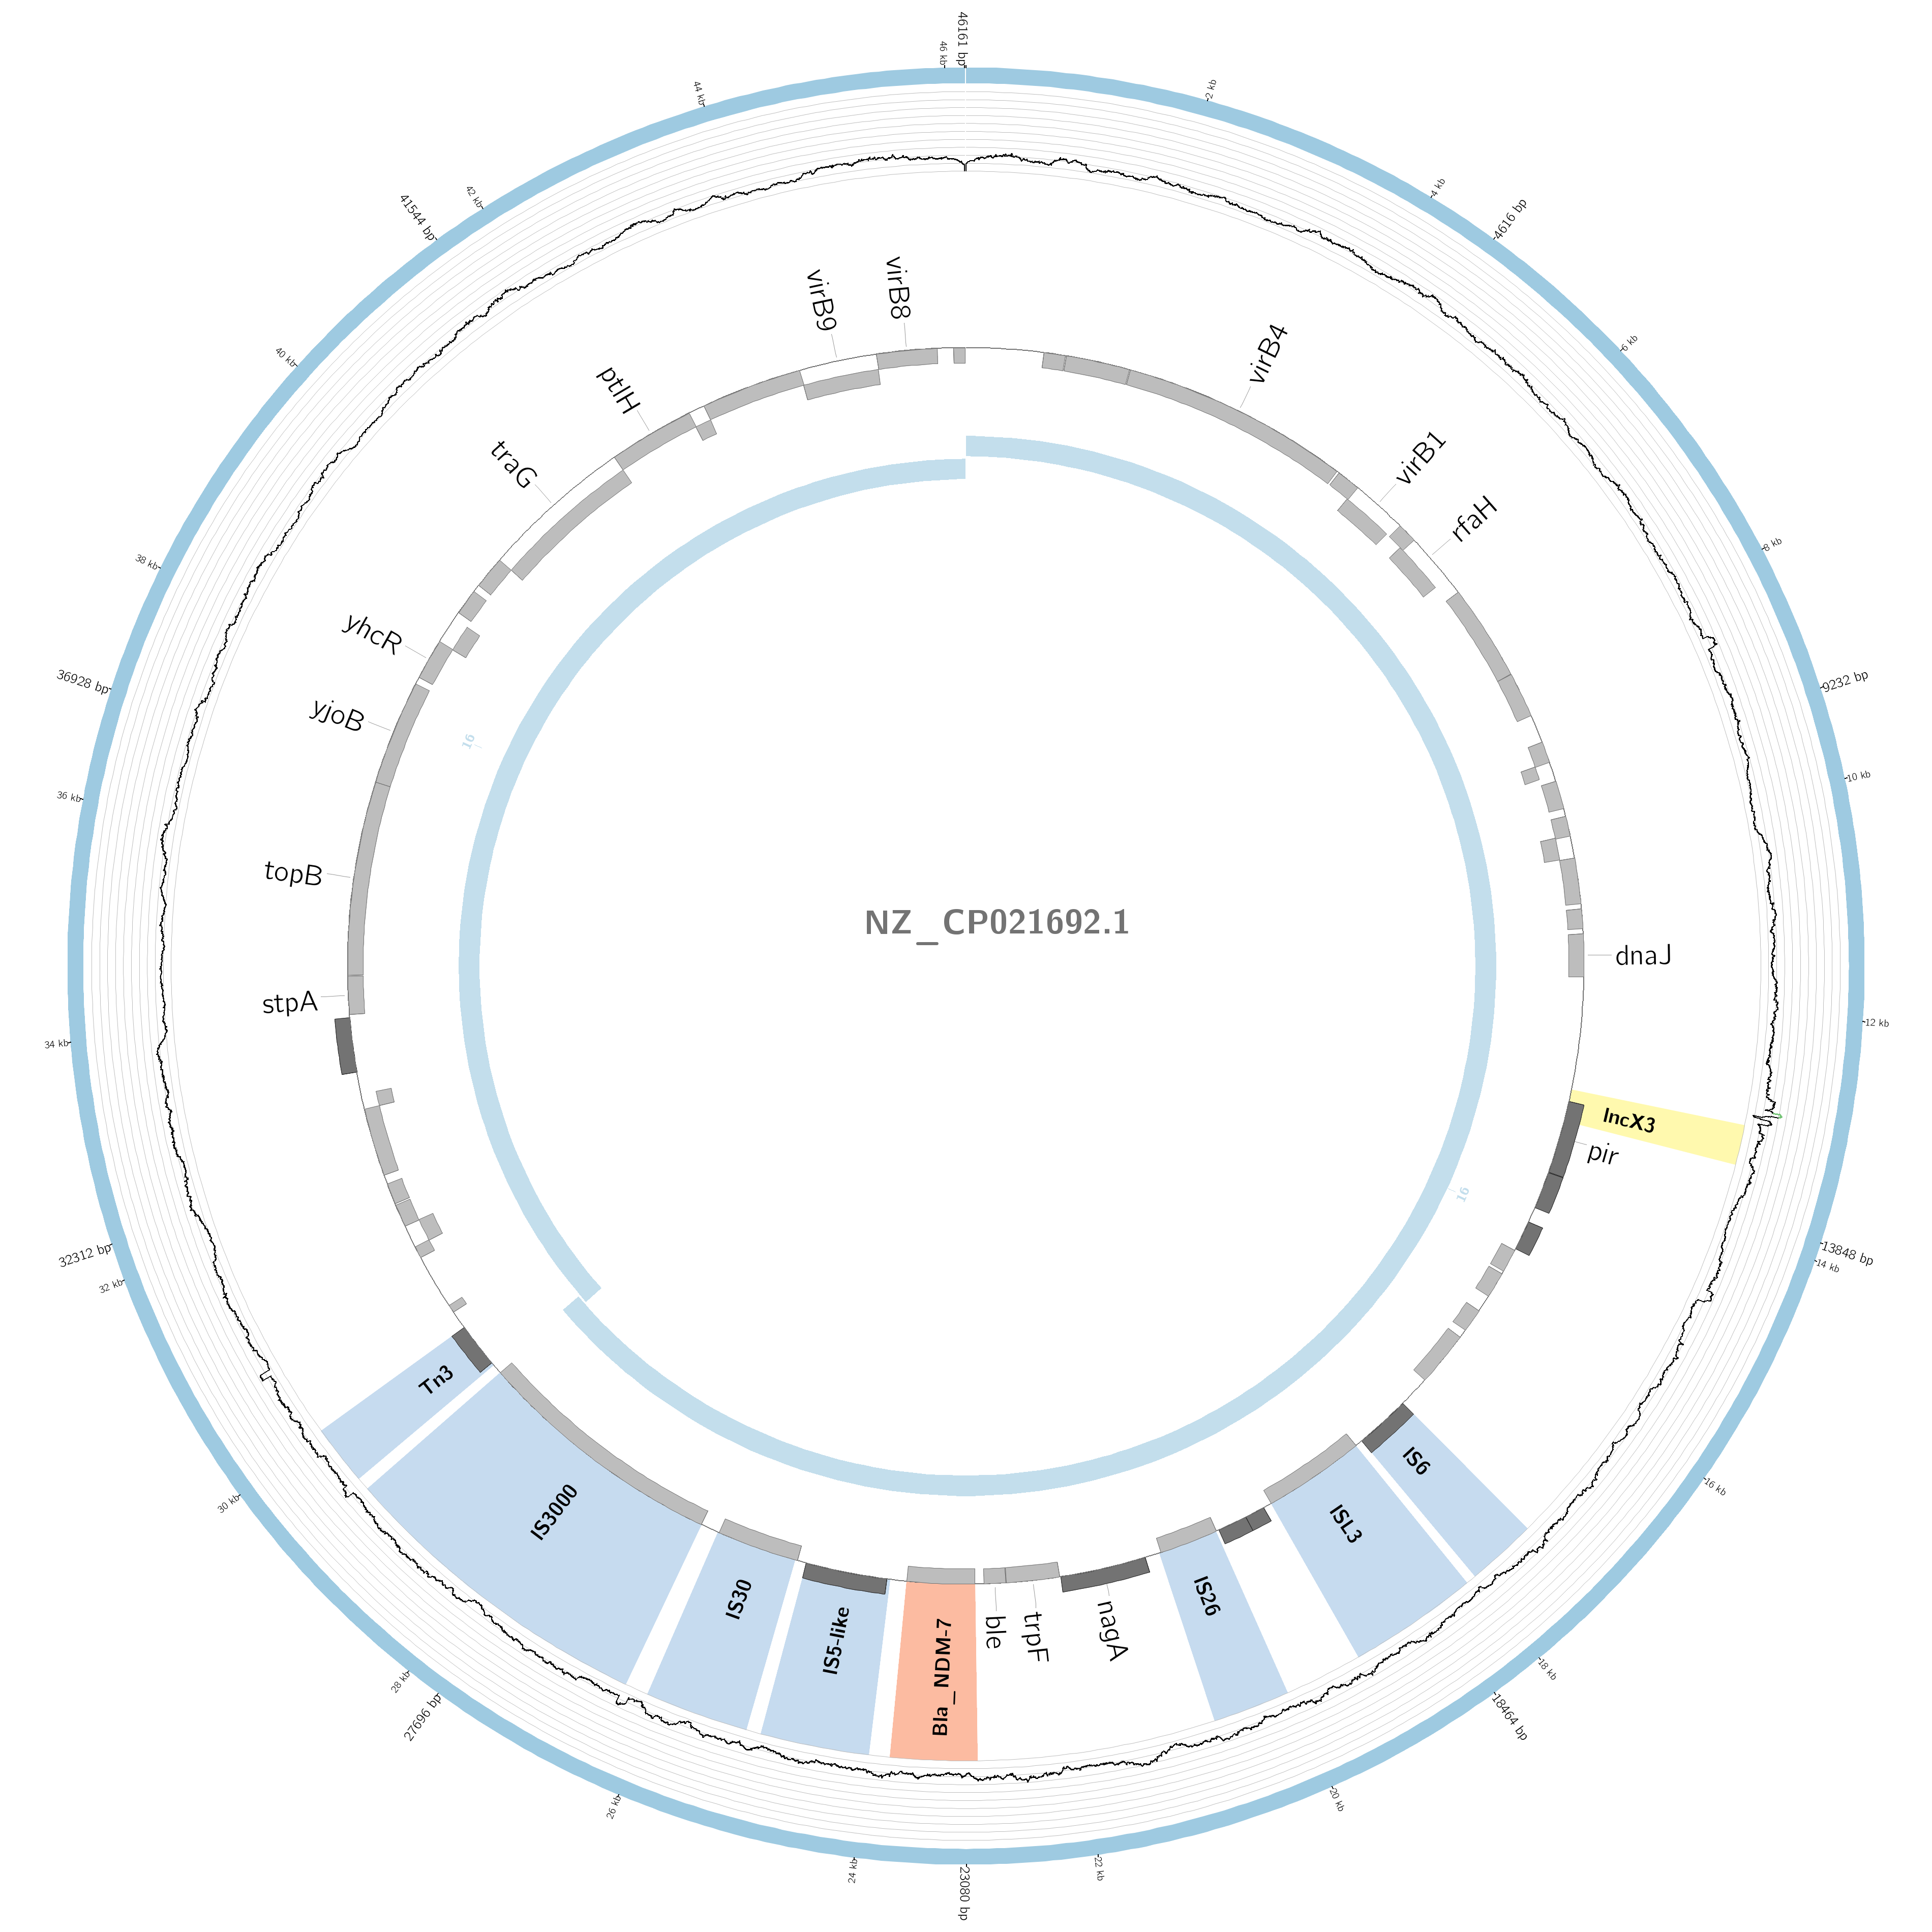 46161 bp
2 kb
4 kb
4616 bp
6 kb
8 kb
9232 bp
10 kb
12 kb
13848 bp
14 kb
16 kb
18 kb
18464 bp
20 kb
22 kb
23080 bp
24 kb
26 kb
27696 bp
28 kb
30 kb
32 kb
32312 bp
34 kb
36 kb
36928 bp
38 kb
40 kb
41544 bp
42 kb
44 kb
46 kb
virB4
virB1
rfaH
dnaJ
IncX3
pir
IS6
ISL3
IS26
nagA
trpF
ble
Bla_NDM-7
IS5-like
IS30
IS3000
Tn3
stpA
topB
yjoB
yhcR
traG
ptlH
virB9
virB8
16
16
NZ_CP021692.1